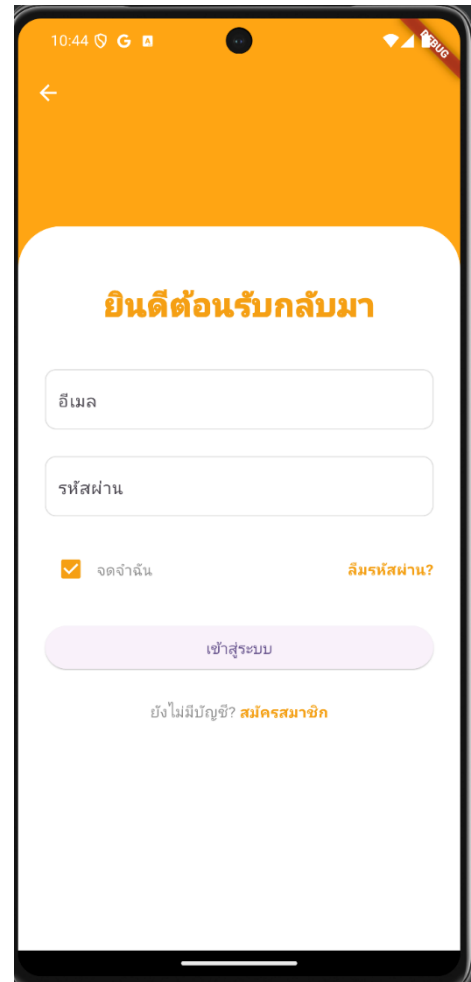 10:44
DEBUG
ยินดีต้อนรับกลับมา
อีเมล
รหัสผ่าน
จดจำฉัน ลืมรหัสผ่าน?
เข้าสู่ระบบ
ยังไม่มีบัญชี? สมัครสมาชิก